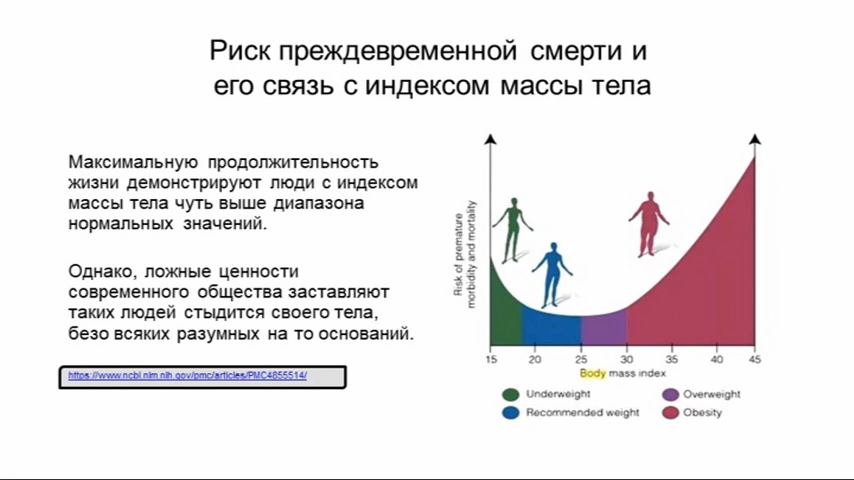 Риск преждевременной смерти и
его связь с индексом массы тела
Максимальную продолжительность
жизни демонстрируют люди с индексом
массы тела чуть выше диапазона
нормальных значений.
Однако, ложные ценности
современного общества заставляют
таких людей стыдится своего тела,
безо всяких разумных на то оснований.
https://www.ncbi.nlm.nih.gov/pmc/articles/PMC4855514/
Risk of premature
morbidity and mortality
15 20 25 30 35 40 45
Body mass index
Underweight Overweight
Recommended weight Obesity